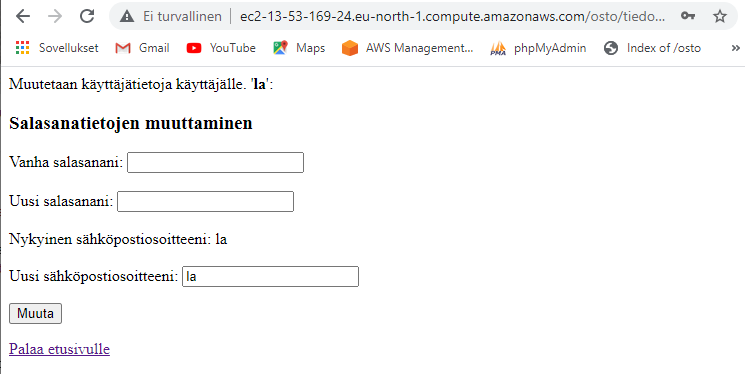 Ei turvallinen ec2-13-53-169-24.eu-north-1.compute.amazonaws.com/osto/tiedo...
Sovellukset Gmail YouTube Maps AWS Management... PMA phpMyAdmin Index of /osto »
Muutetaan käyttäjätietoja käyttäjälle. 'la':
Salasanatietojen muuttaminen
Vanha salasanani:
Uusi salasanani:
Nykyinen sähköpostiosoitteeni: la
Uusi sähköpostiosoitteeni: la
Muuta
Palaa etusivulle